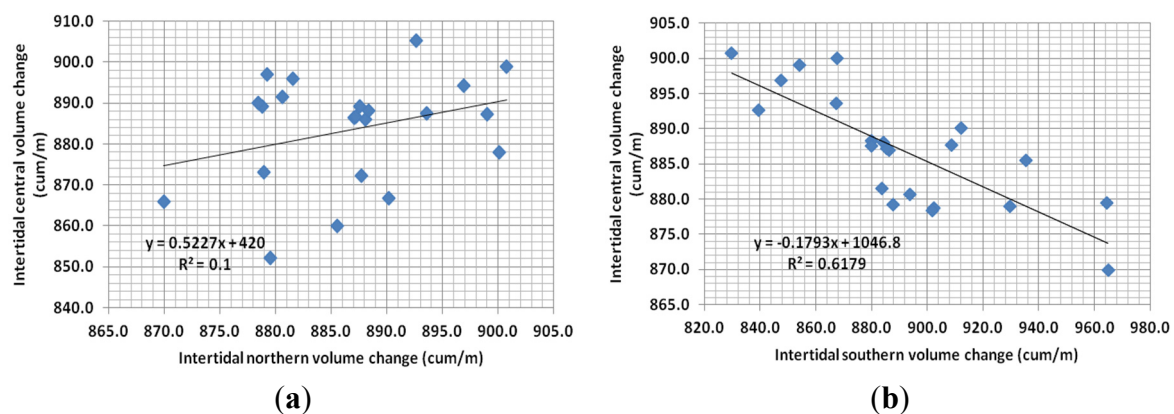 Intertidal central volume change
(cum/m)
910.0
900.0
890.0
880.0
870.0
860.0
850.0
840.0
y = 0.5227x + 420
R² = 0.1
865.0 870.0 875.0 880.0 885.0 890.0 895.0 900.0 905.0
Intertidal northern volume change (cum/m)
(a)
Intertidal central volume change
(cum/m)
905.0
900.0
895.0
890.0
885.0
880.0
875.0
870.0
865.0
y = -0.1793x + 1046.8
R² = 0.6179
820.0 840.0 860.0 880.0 900.0 920.0 940.0 960.0 980.0
Intertidal southern volume change (cum/m)
(b)